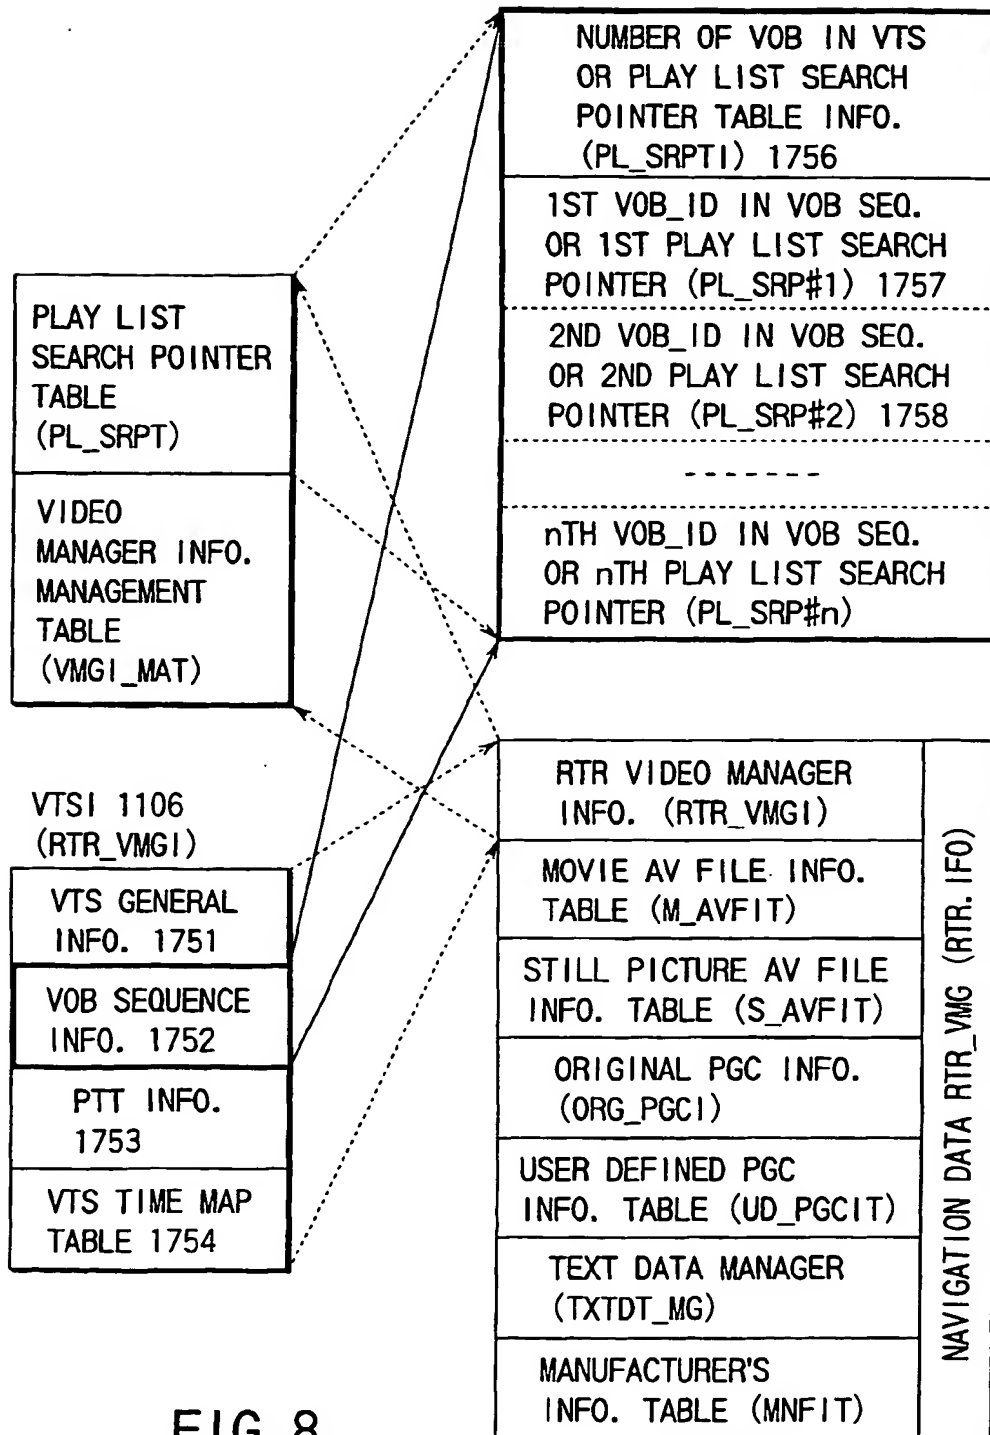 NUMBER OF VOB IN VTS
OR PLAY LIST SEARCH
POINTER TABLE INFO.
(PL_SRPTI) 1756
1ST VOB_ID IN VOB SEQ.
OR 1ST PLAY LIST SEARCH
POINTER (PL_SRP#1) 1757
2ND VOB_ID IN VOB SEQ.
OR 2ND PLAY LIST SEARCH
POINTER (PL_SRP#2) 1758
-------
nTH VOB_ID IN VOB SEQ.
OR nTH PLAY LIST SEARCH
POINTER (PL_SRP#n)
PLAY LIST
SEARCH POINTER
TABLE
(PL_SRPT)
VIDEO
MANAGER INFO.
MANAGEMENT
TABLE
(VMGI_MAT)
VTSI 1106
(RTR_VMGI)
VTS GENERAL
INFO. 1751
VOB SEQUENCE
INFO. 1752
PTT INFO.
1753
VTS TIME MAP
TABLE 1754
RTR VIDEO MANAGER
INFO. (RTR_VMGI)
MOVIE AV FILE INFO.
TABLE (M_AVFIT)
STILL PICTURE AV FILE
INFO. TABLE (S_AVFIT)
ORIGINAL PGC INFO.
(ORG_PGCI)
USER DEFINED PGC
INFO. TABLE (UD_PGCIT)
TEXT DATA MANAGER
(TXTDT_MG)
MANUFACTURER'S
INFO. TABLE (MNFIT)
NAVIGATION DATA RTR_VMG (RTR. IFO)
FIG. 8